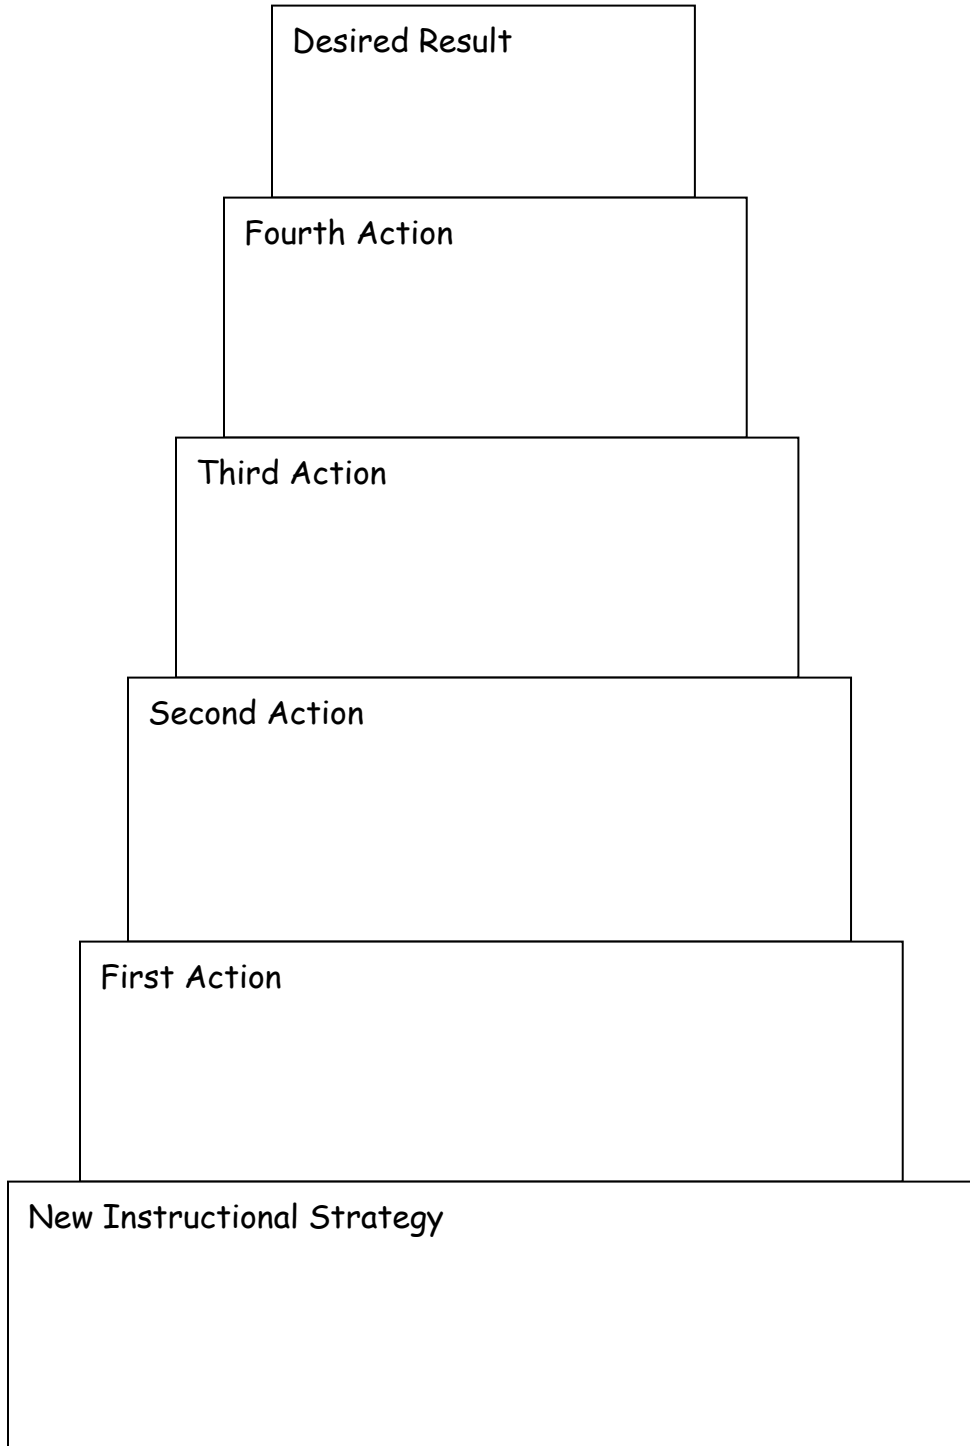 Desired Result
Fourth Action
Third Action
Second Action
First Action
New Instructional Strategy